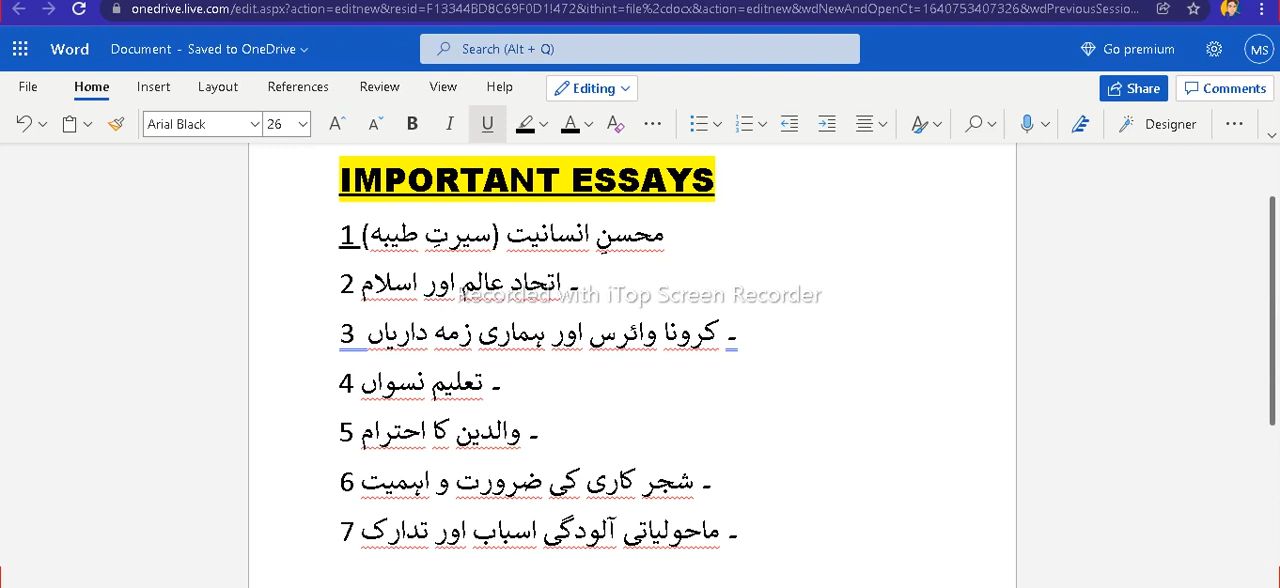 onedrive.live.com/edit.aspx?action=editnew&resid=F13344BD8C69F0D1!472&ithint=file%2cdocx&action=editnew&wdNewAndOpenCt=1640753407326&wdPreviousSessio...
Word Document - Saved to OneDrive Search (Alt + Q) Go premium MS
File Home Insert Layout References Review View Help Editing Share Comments
Arial Black 26 A A B I U A A Designer
IMPORTANT ESSAYS
1 محسنِ انسانیت (سیرتِ طیبہ)
2 ۔ اتحاد عالم اور اسلام
Recorded with iTop Screen Recorder
3 ۔ کرونا وائرس اور ہماری زمہ داریاں
4 ۔ تعلیم نسواں
5 ۔ والدین کا احترام
6 ۔ شجر کاری کی ضرورت و اہمیت
7 ۔ ماحولیاتی آلودگی اسباب اور تدارک